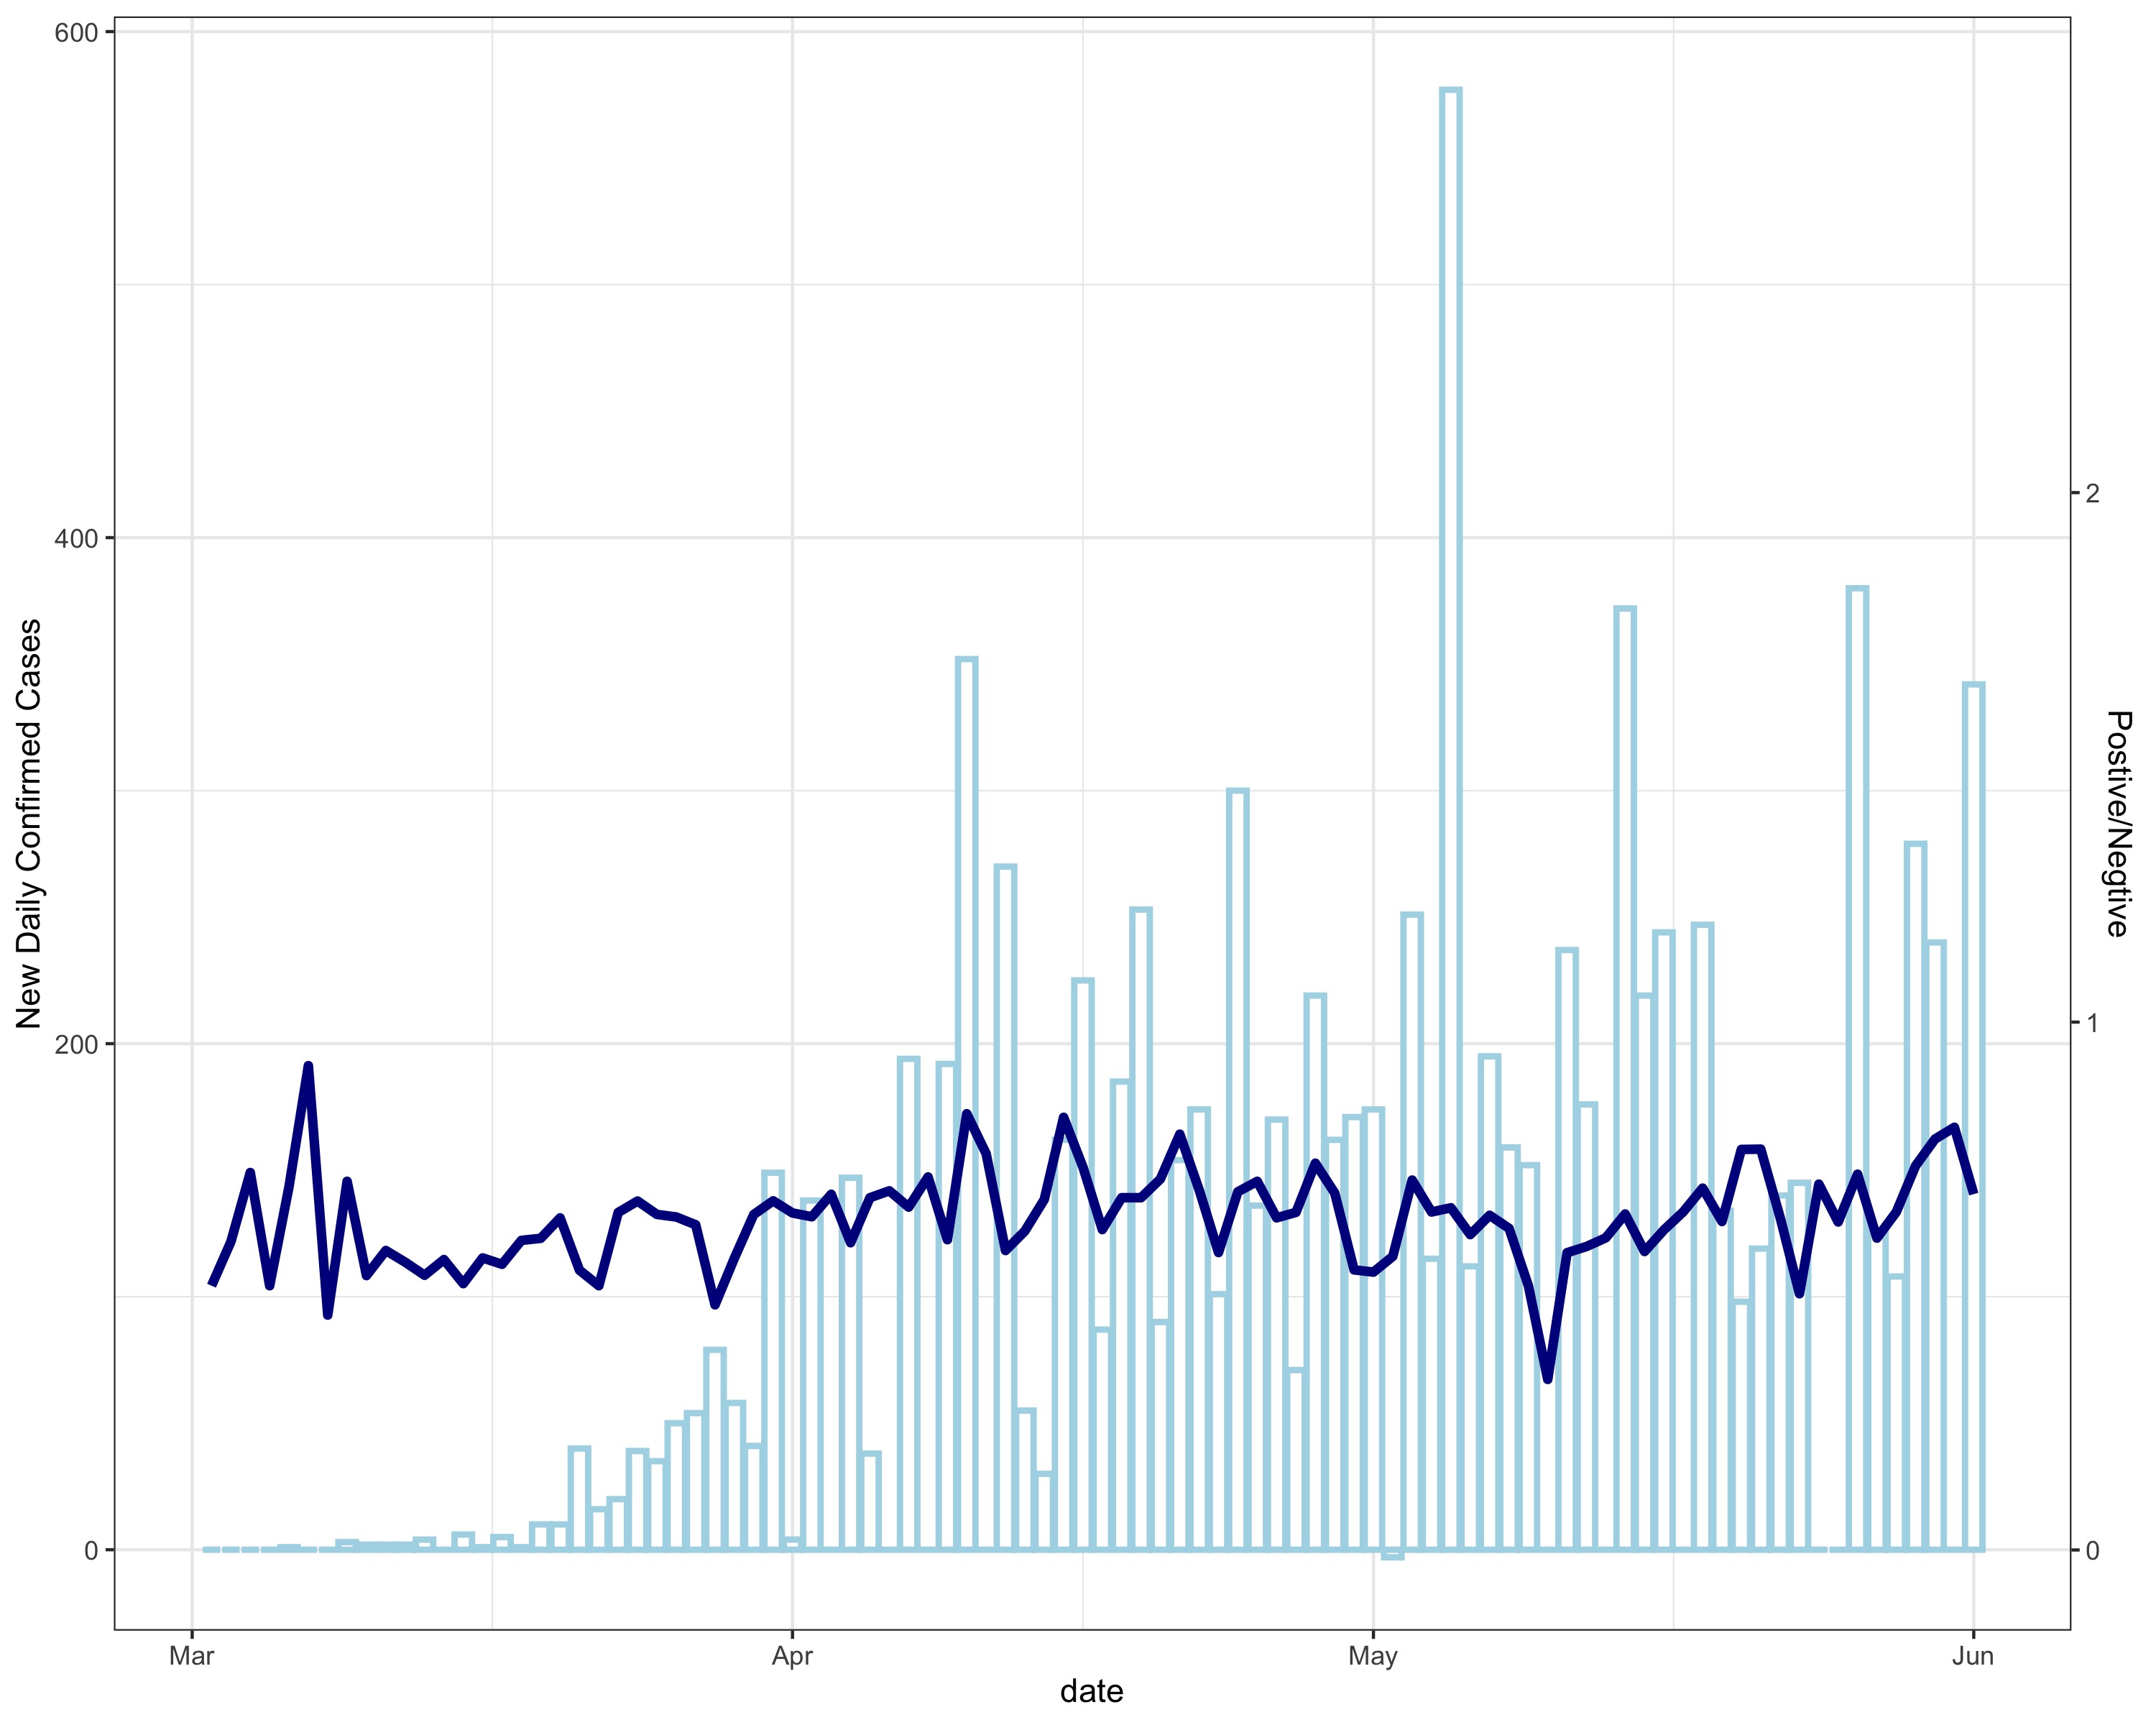 600
400
200
0
New Daily Confirmed Cases
2
1
0
Postive/Negtive
Mar
Apr
May
Jun
date